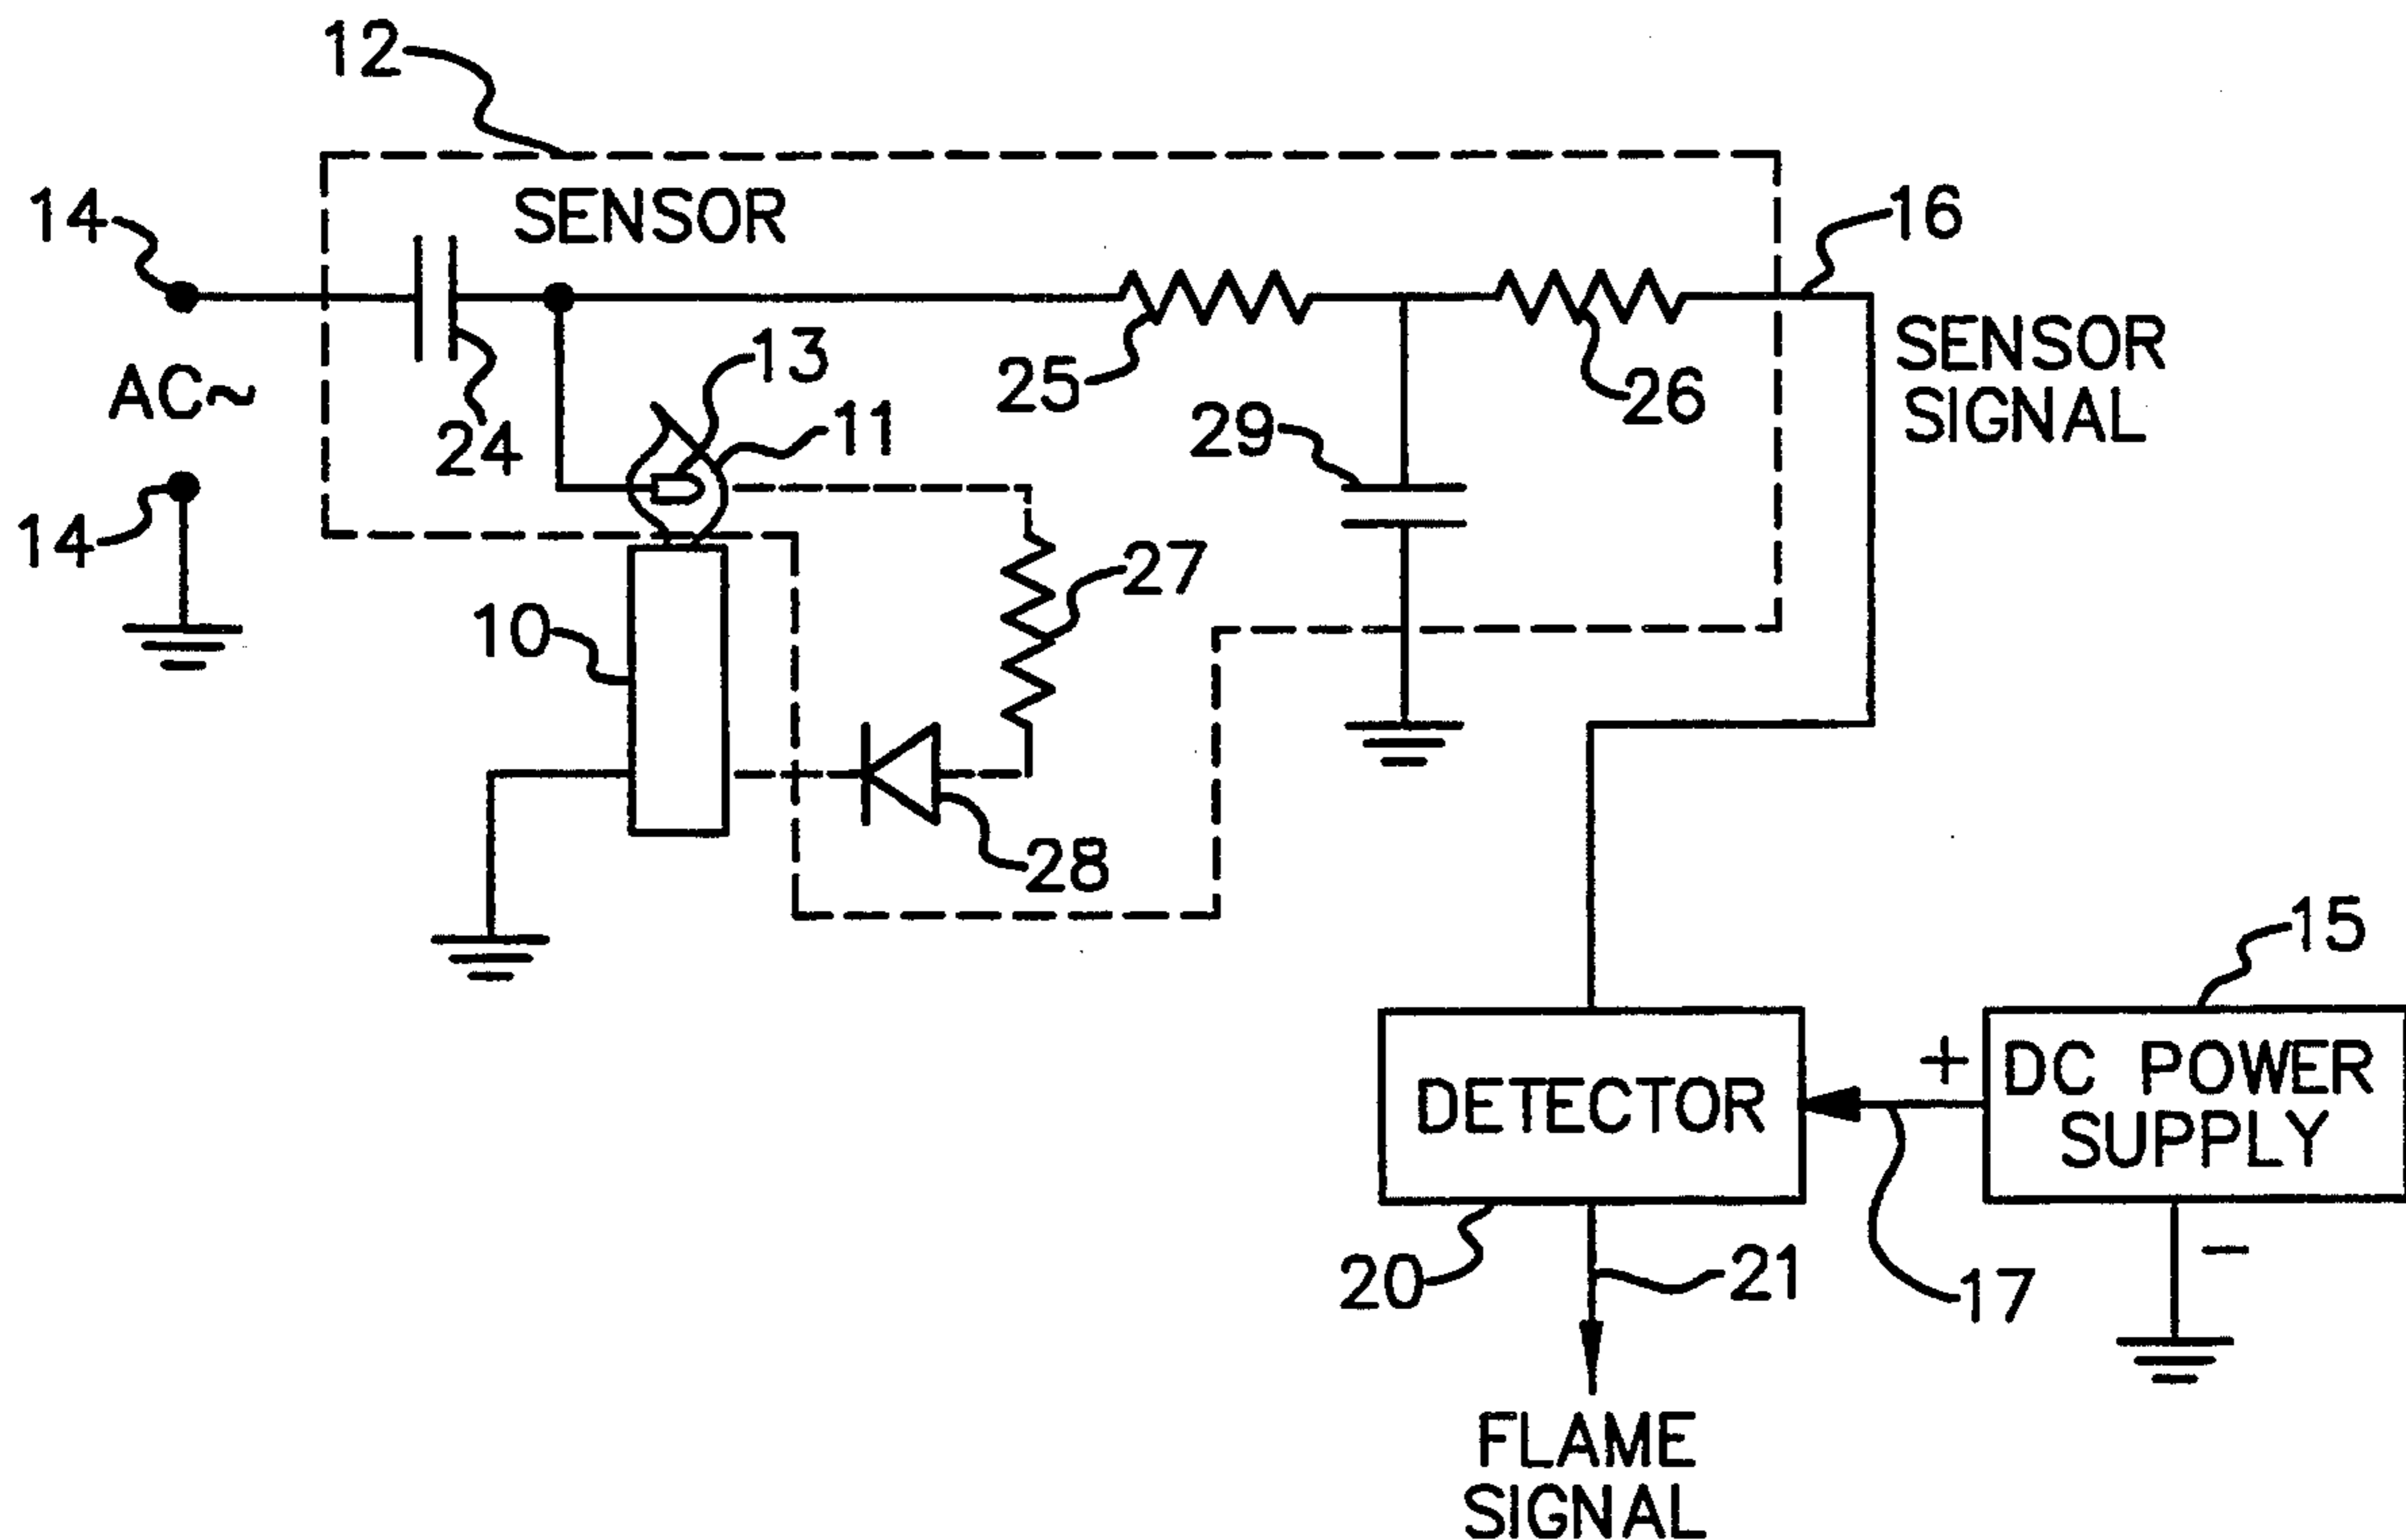 12
SENSOR
14
16
AC~
24
13
11
25
26
SENSOR
SIGNAL
29
14
27
10
28
15
+
DC POWER
SUPPLY
DETECTOR
−
20
21
17
FLAME
SIGNAL